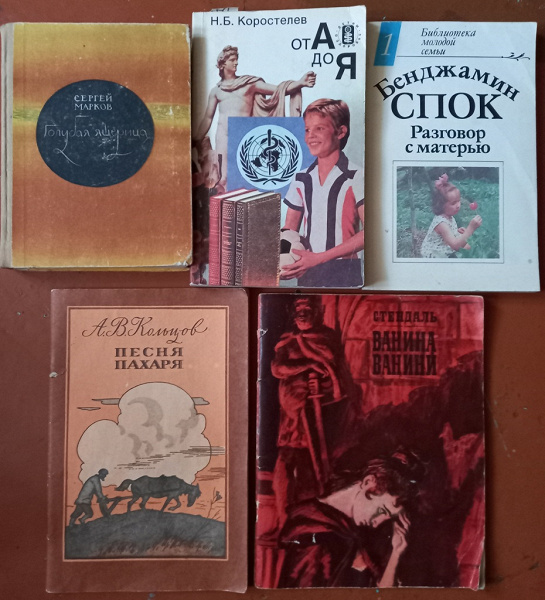 СЕРГЕЙ
МАРКОВ
Голубая ящерица
Н.Б. Коростелев
от А
до Я
1
Библиотека
молодой
семьи
Бенджамин
СПОК
Разговор
с матерью
А.В. Кольцов
ПЕСНЯ
ПАХАРЯ
СТЕНДАЛЬ
ВАНИНА
ВАНИНИ